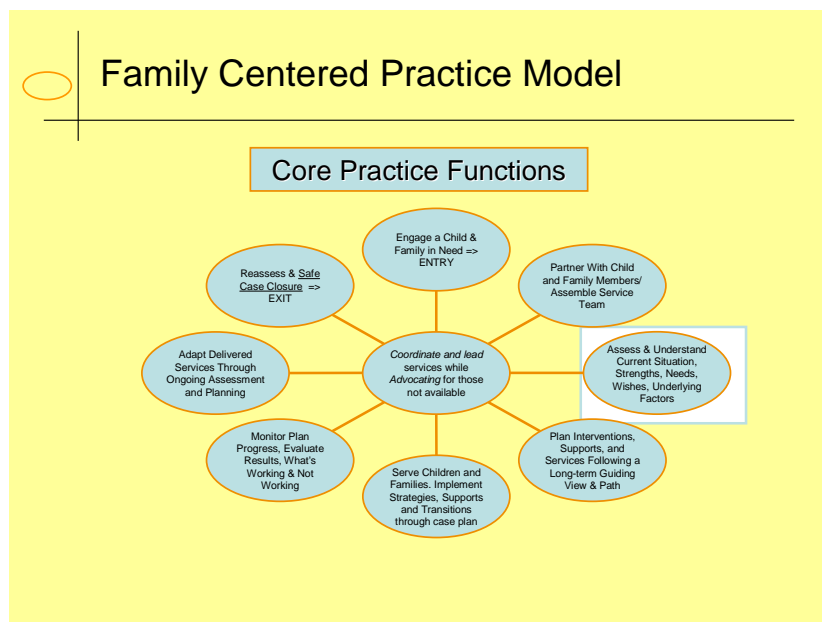 Family Centered Practice Model
Core Practice Functions
Engage a Child &
Family in Need =>
ENTRY
Partner With Child
and Family Members/
Assemble Service
Team
Assess & Understand
Current Situation,
Strengths, Needs,
Wishes, Underlying
Factors
Plan Interventions,
Supports, and
Services Following a
Long-term Guiding
View & Path
Serve Children and
Families. Implement
Strategies, Supports
and Transitions
through case plan
Monitor Plan
Progress, Evaluate
Results, What's
Working & Not
Working
Adapt Delivered
Services Through
Ongoing Assessment
and Planning
Reassess & Safe
Case Closure =>
EXIT
Coordinate and lead
services while
Advocating for those
not available